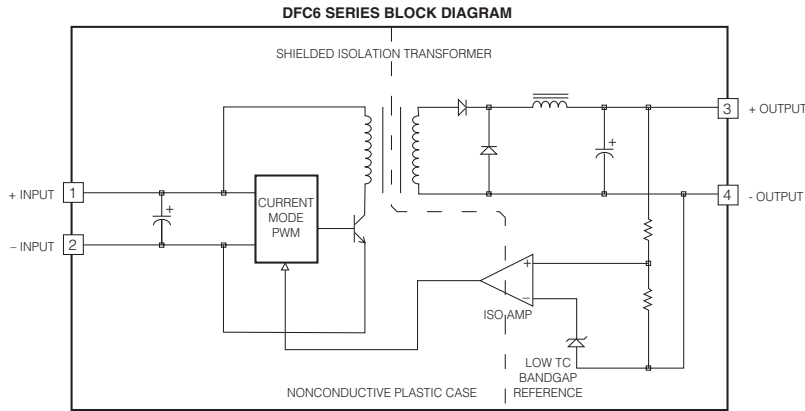 DFC6 SERIES BLOCK DIAGRAM
SHIELDED ISOLATION TRANSFORMER
3
+ OUTPUT
+
+ INPUT
1
4
- OUTPUT
+
CURRENT
MODE
PWM
– INPUT
2
+
–
ISO AMP
LOW TC
BANDGAP
REFERENCE
NONCONDUCTIVE PLASTIC CASE